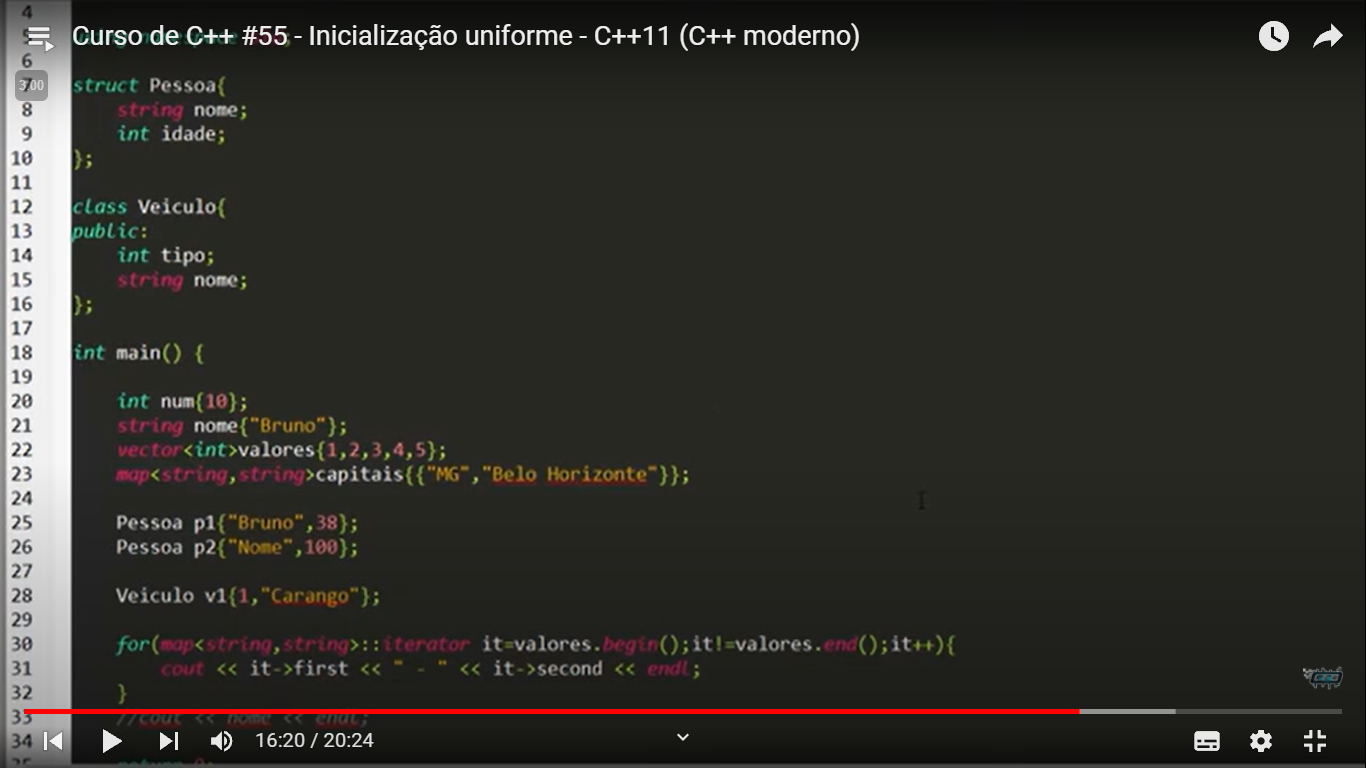 4
Curso de C++ #55 - Inicialização uniforme - C++11 (C++ moderno)
5
6
3:00
7 struct Pessoa{
8 string nome;
9 int idade;
10 };
11
12 class Veiculo{
13 public:
14 int tipo;
15 string nome;
16 };
17
18 int main() {
19
20 int num{10};
21 string nome{"Bruno"};
22 vector<int>valores{1,2,3,4,5};
23 map<string,string>capitais{{"MG","Belo Horizonte"}};
24
25 Pessoa p1{"Bruno",38};
26 Pessoa p2{"Nome",100};
27
28 Veiculo v1{1,"Carango"};
29
30 for(map<string,string>::iterator it=valores.begin();it!=valores.end();it++){
31 cout << it->first << " - " << it->second << endl;
32 }
33 //cout << nome << endl;
34
16:20 / 20:24